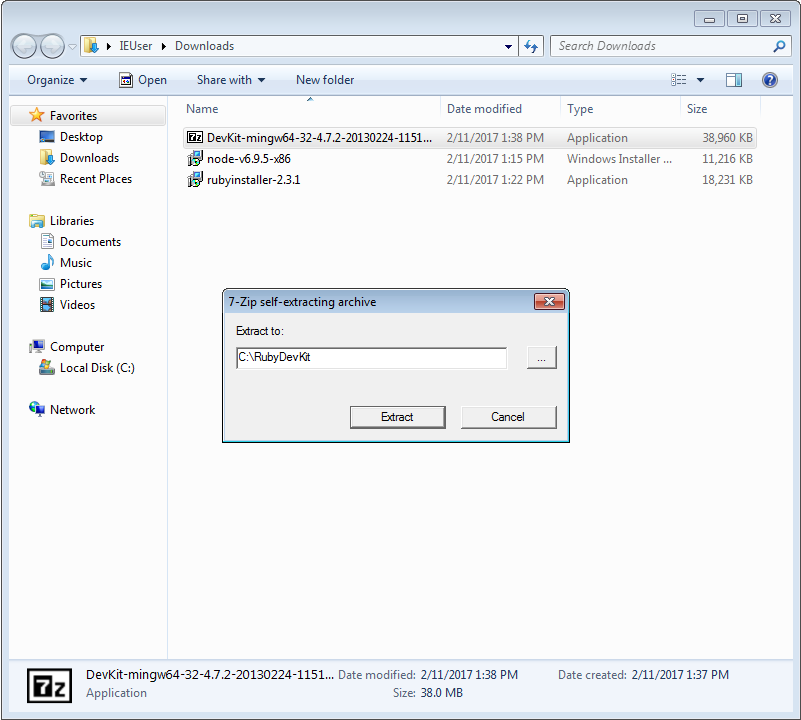 IEUser Downloads Search Downloads
Organize Open Share with New folder
Name Date modified Type Size
Favorites
Desktop
Downloads
Recent Places
Libraries
Documents
Music
Pictures
Videos
Computer
Local Disk (C:)
Network
DevKit-mingw64-32-4.7.2-20130224-1151... 2/11/2017 1:38 PM Application 38,960 KB
node-v6.9.5-x86 2/11/2017 1:15 PM Windows Installer ... 11,216 KB
rubyinstaller-2.3.1 2/11/2017 1:22 PM Application 18,231 KB
7-Zip self-extracting archive
Extract to:
C:\RubyDevKit ...
Extract Cancel
7z DevKit-mingw64-32-4.7.2-20130224-1151... Date modified: 2/11/2017 1:38 PM Date created: 2/11/2017 1:37 PM
Application Size: 38.0 MB